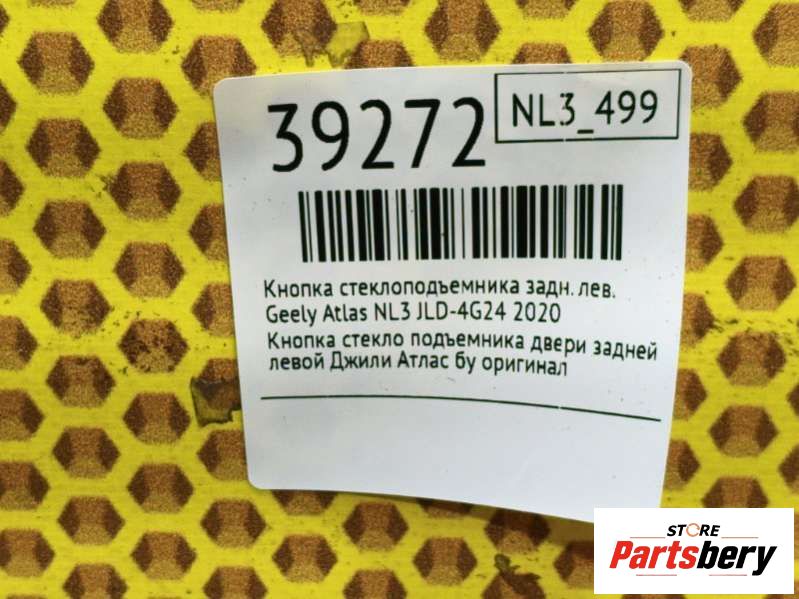 39272
NL3_499
Кнопка стеклоподъемника задн. лев.
Geely Atlas NL3 JLD-4G24 2020
Кнопка стекло подъемника двери задней
левой Джили Атлас бу оригинал
STORE
Partsbery